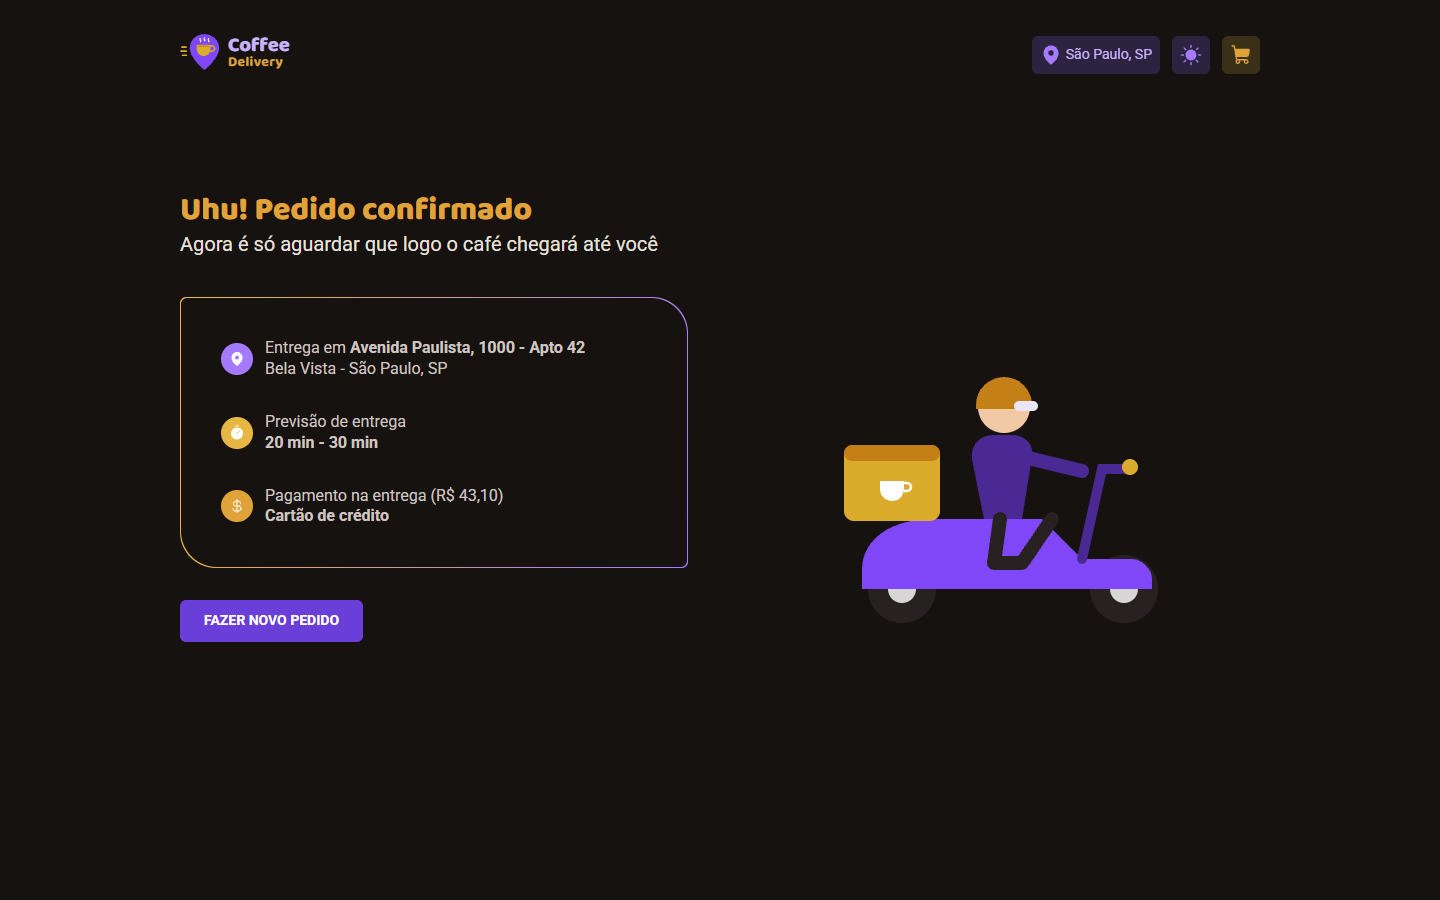 Coffee
Delivery
São Paulo, SP
Uhu! Pedido confirmado
Agora é só aguardar que logo o café chegará até você
Entrega em Avenida Paulista, 1000 - Apto 42
Bela Vista - São Paulo, SP
Previsão de entrega
20 min - 30 min
$
Pagamento na entrega (R$ 43,10)
Cartão de crédito
FAZER NOVO PEDIDO